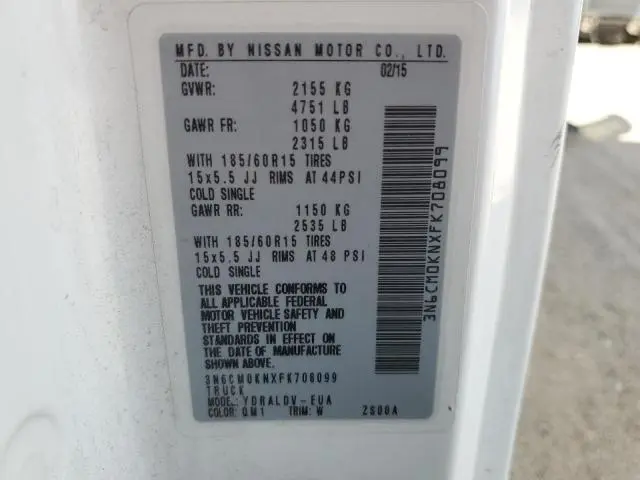 MFD. BY NISSAN MOTOR CO., LTD.
DATE: 02/15
GVWR: 2155 KG
4751 LB
GAWR FR: 1050 KG
2315 LB
WITH 185/60R15 TIRES
15x5.5 JJ RIMS AT 44PSI
COLD SINGLE
GAWR RR: 1150 KG
2535 LB
WITH 185/60R15 TIRES
15x5.5 JJ RIMS AT 48 PSI
COLD SINGLE
THIS VEHICLE CONFORMS TO
ALL APPLICABLE FEDERAL
MOTOR VEHICLE SAFETY AND
THEFT PREVENTION
STANDARDS IN EFFECT ON
THE DATE OF MANUFACTURE
SHOWN ABOVE.
3N6CM0KNXFK708099
TRUCK
MODEL: YDRALDV-EUA
COLOR: QM1 TRIM: W 2S00A
3N6CM0KNXFK708099